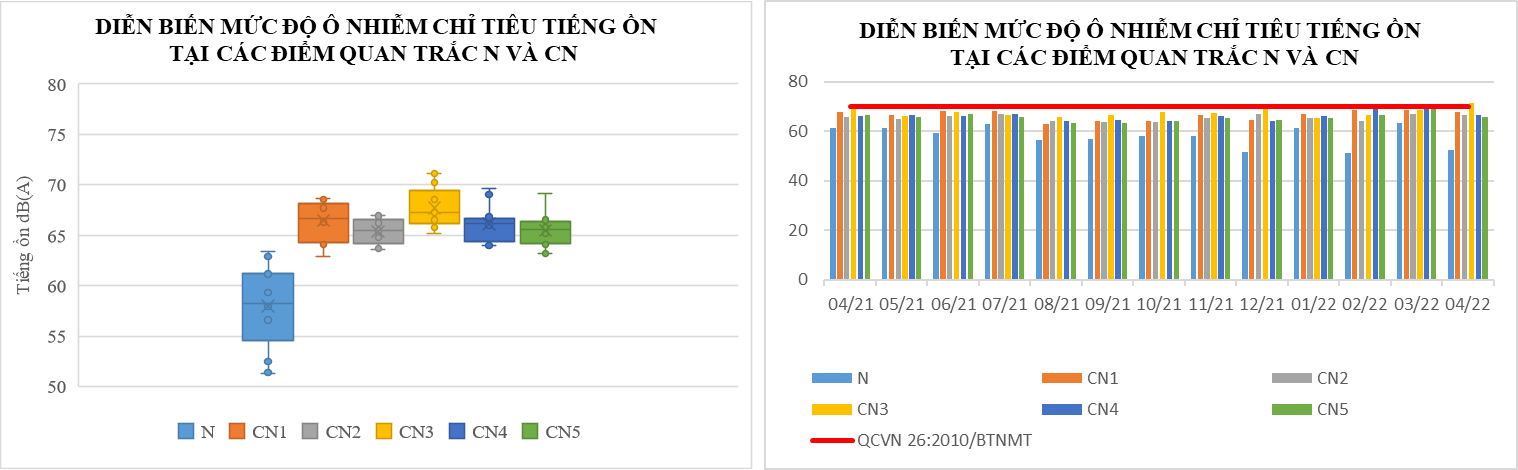 DIỄN BIẾN MỨC ĐỘ Ô NHIỄM CHỈ TIÊU TIẾNG ỒN
TẠI CÁC ĐIỂM QUAN TRẮC N VÀ CN
80
75
70
65
60
55
50
Tiếng ồn dB(A)
N CN1 CN2 CN3 CN4 CN5
DIỄN BIẾN MỨC ĐỘ Ô NHIỄM CHỈ TIÊU TIẾNG ỒN
TẠI CÁC ĐIỂM QUAN TRẮC N VÀ CN
80
60
40
20
0
04/21 05/21 06/21 07/21 08/21 09/21 10/21 11/21 12/21 01/22 02/22 03/22 04/22
N CN1 CN2
CN3 CN4 CN5
QCVN 26:2010/BTNMT